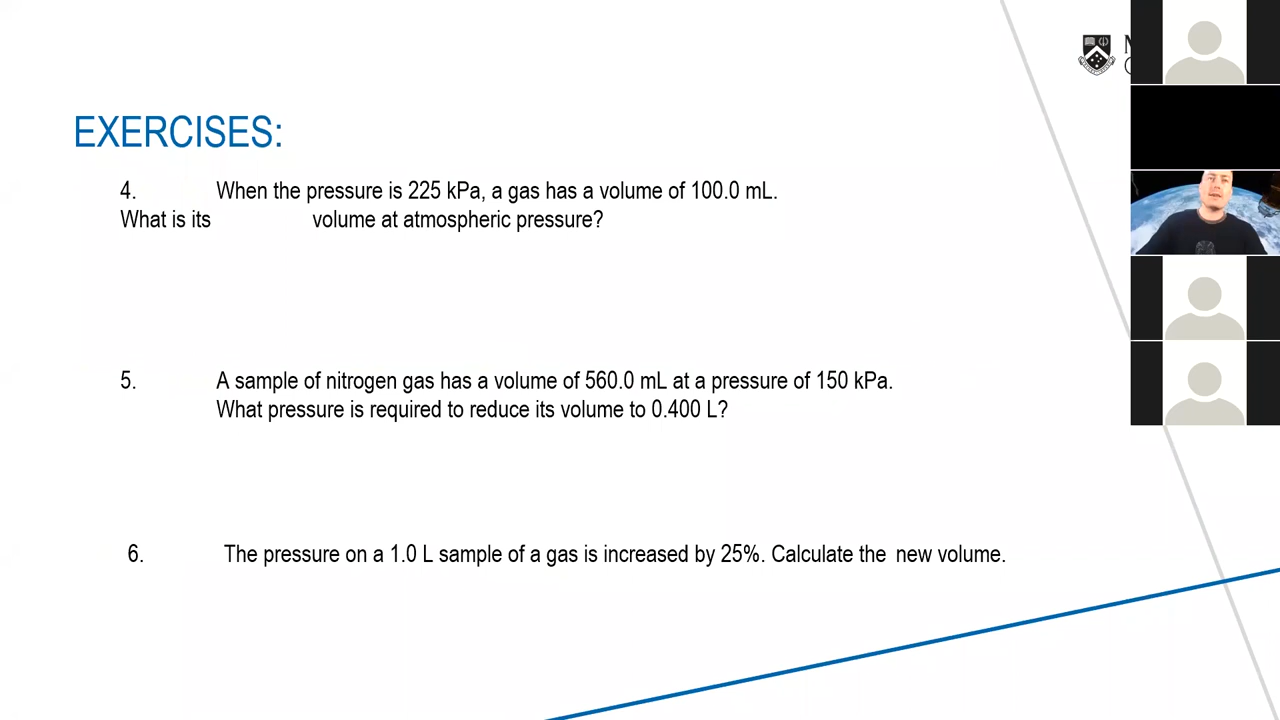 EXERCISES:
4. When the pressure is 225 kPa, a gas has a volume of 100.0 mL.
What is its volume at atmospheric pressure?
5. A sample of nitrogen gas has a volume of 560.0 mL at a pressure of 150 kPa.
What pressure is required to reduce its volume to 0.400 L?
6. The pressure on a 1.0 L sample of a gas is increased by 25%. Calculate the new volume.